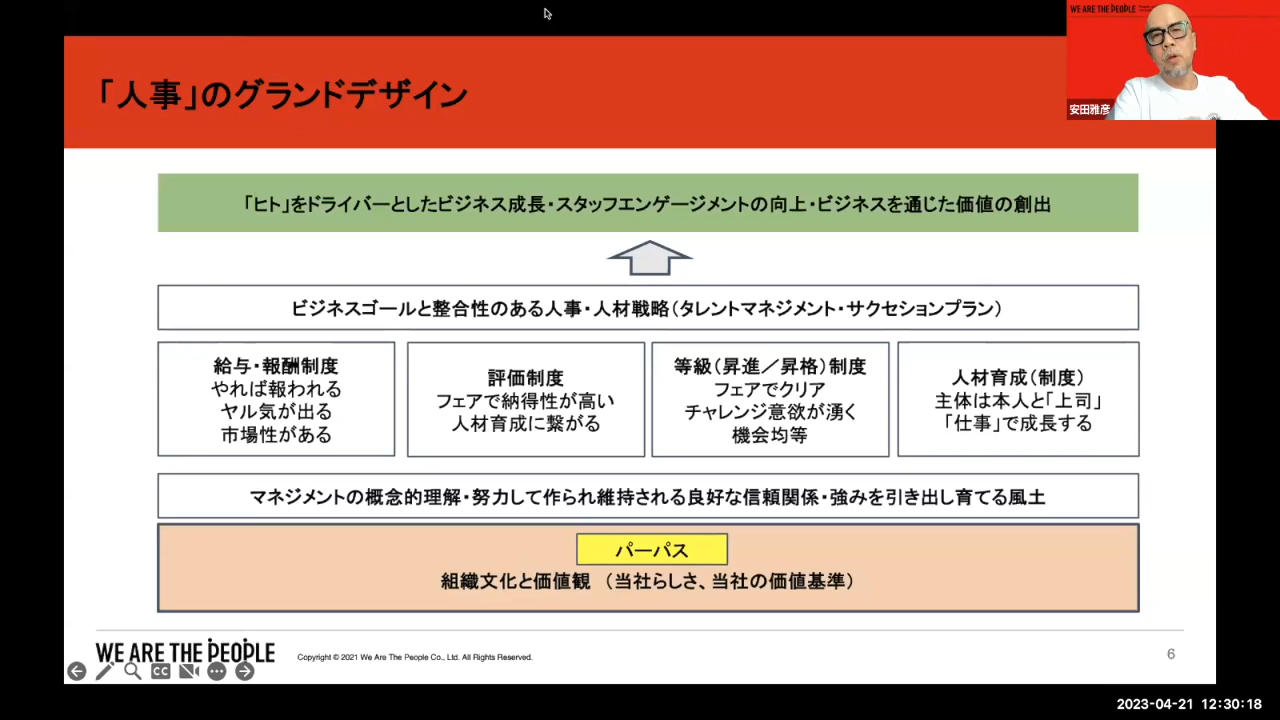 WE ARE THE PEOPLE
安田雅彦
「人事」のグランドデザイン
「ヒト」をドライバーとしたビジネス成長・スタッフエンゲージメントの向上・ビジネスを通じた価値の創出
ビジネスゴールと整合性のある人事・人材戦略(タレントマネジメント・サクセションプラン)
給与・報酬制度
やれば報われる
ヤル気が出る
市場性がある
評価制度
フェアで納得性が高い
人材育成に繋がる
等級(昇進／昇格)制度
フェアでクリア
チャレンジ意欲が湧く
機会均等
人材育成(制度)
主体は本人と「上司」
「仕事」で成長する
マネジメントの概念的理解・努力して作られ維持される良好な信頼関係・強みを引き出し育てる風土
パーパス
組織文化と価値観 (当社らしさ、当社の価値基準)
WE ARE THE PEOPLE
Copyright © 2021 We Are The People Co., Ltd. All Rights Reserved.
6
CC
2023-04-21 12:30:18